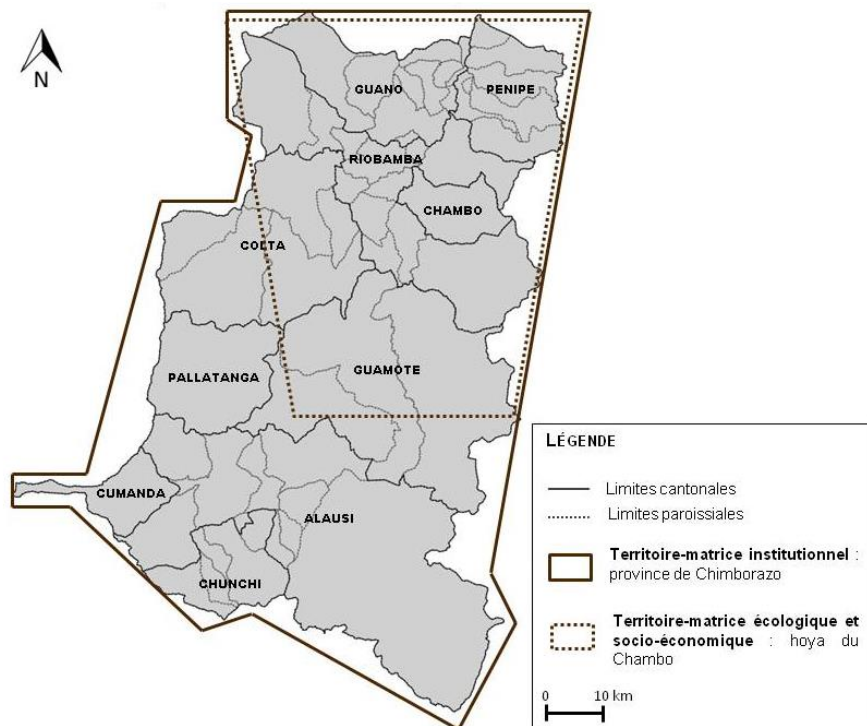 N
GUANO
PENIPE
RIOBAMBA
CHAMBO
COLTA
PALLATANGA
GUAMOTE
CUMANDA
ALAUSI
CHUNCHI
LÉGENDE
Limites cantonales
Limites paroissiales
Territoire-matrice institutionnel :
province de Chimborazo
Territoire-matrice écologique et
socio-économique : hoya du
Chambo
0 10 km